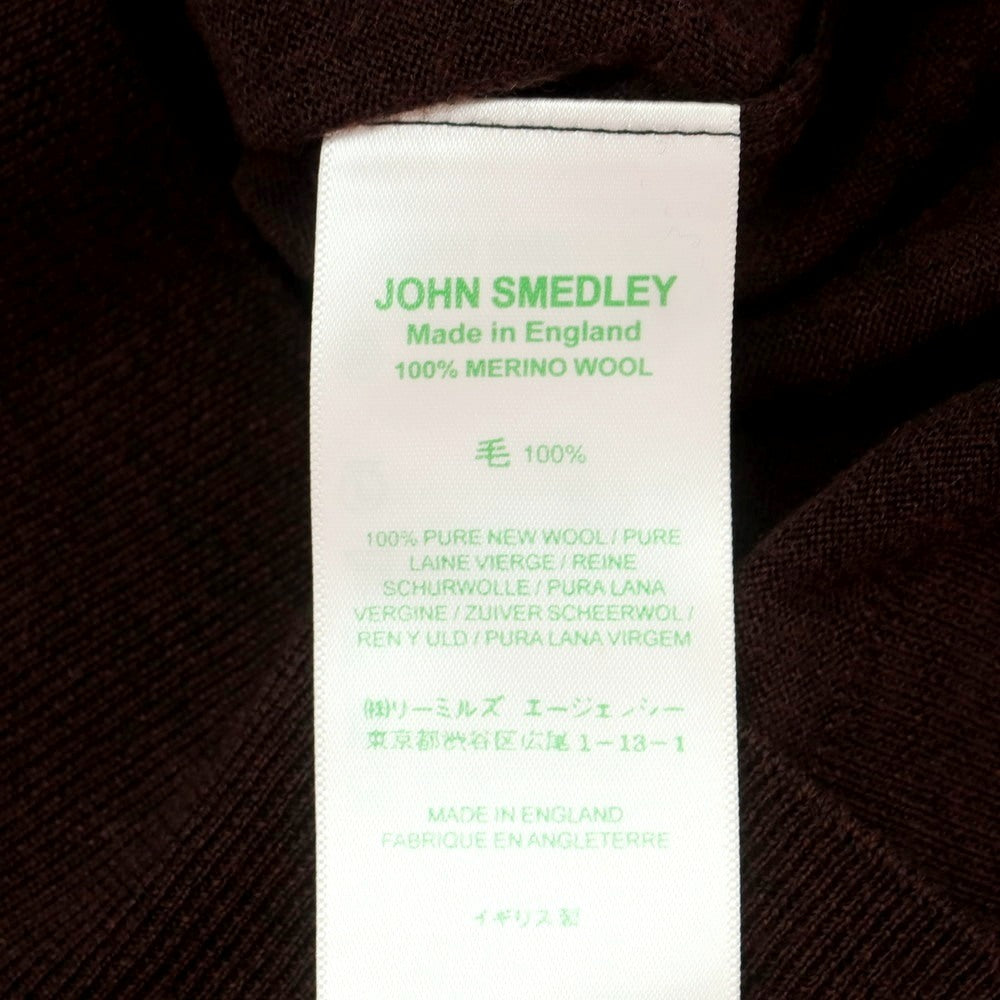 JOHN SMEDLEY
Made in England
100% MERINO WOOL
毛 100%
100% PURE NEW WOOL / PURE
LAINE VIERGE / REINE
SCHURWOLLE / PURA LANA
VERGINE / ZUIVER SCHEERWOL /
REN Y ULD / PURA LANA VIRGEM
㈱リーミルズ エージェンシー
東京都渋谷区広尾1-13-1
MADE IN ENGLAND
FABRIQUE EN ANGLETERRE
イギリス製